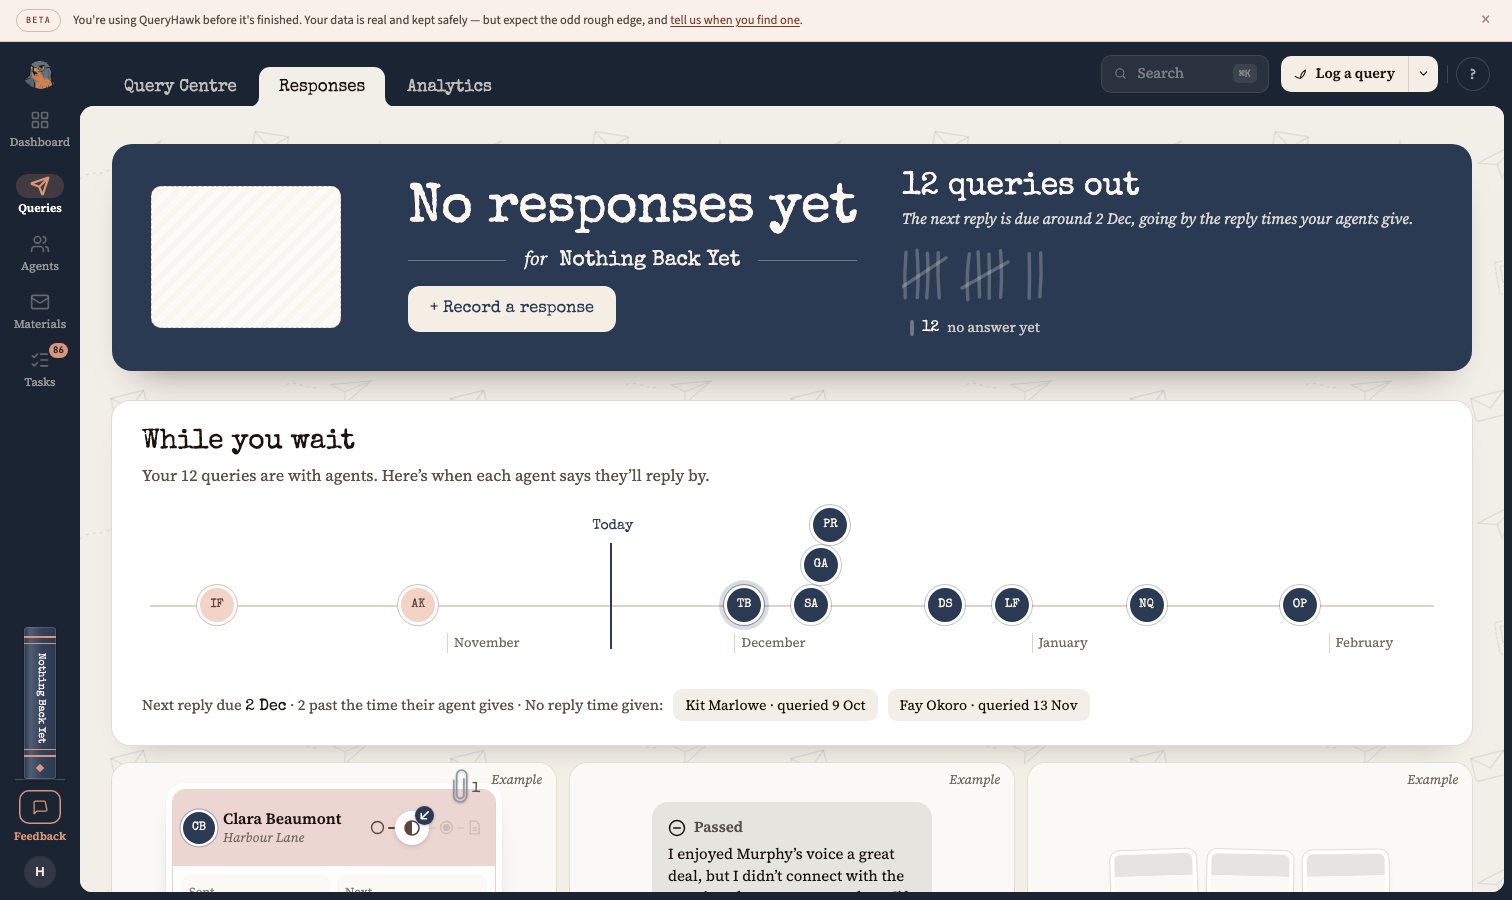 BETA You're using QueryHawk before it's finished. Your data is real and kept safely — but expect the odd rough edge, and tell us when you find one. ×
Query Centre Responses Analytics Search ⌘K Log a query ?
Dashboard
Queries
Agents
Materials
86
Tasks
Nothing Back Yet
Feedback
H
No responses yet
for Nothing Back Yet
+ Record a response
12 queries out
The next reply is due around 2 Dec, going by the reply times your agents give.
12 no answer yet
While you wait
Your 12 queries are with agents. Here’s when each agent says they’ll reply by.
Today PR
GA
IF AK TB SA DS LF NQ OP
November December January February
Next reply due 2 Dec · 2 past the time their agent gives · No reply time given: Kit Marlowe · queried 9 Oct Fay Okoro · queried 13 Nov
Example
1
CB Clara Beaumont
Harbour Lane
Sent Next
Example
Passed
I enjoyed Murphy’s voice a great
deal, but I didn’t connect with the
Example